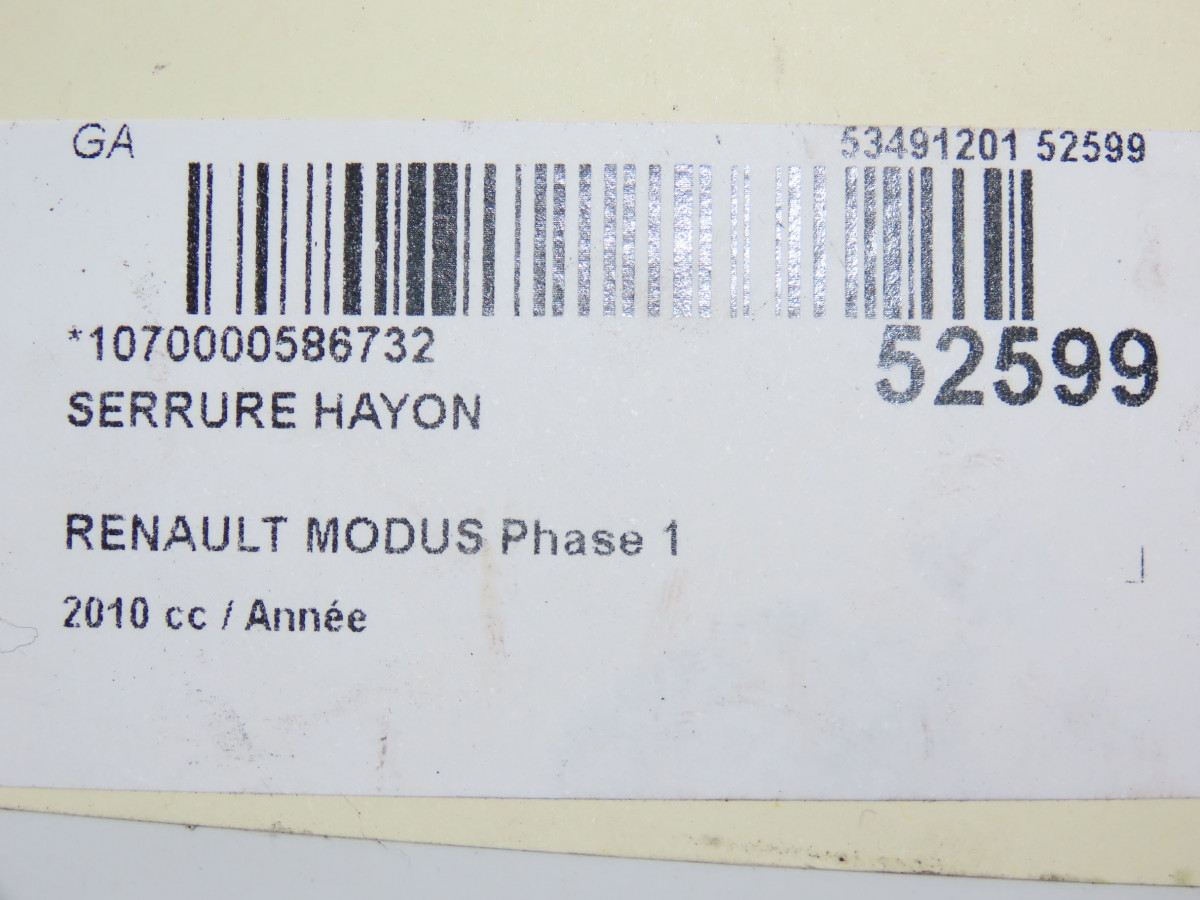 GA
53491201 52599
*1070000586732
52599
SERRURE HAYON
RENAULT MODUS Phase 1
2010 cc / Année